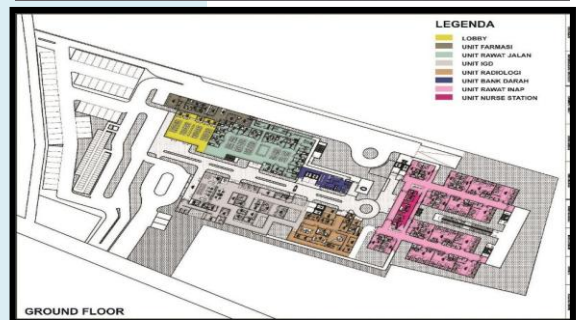 LEGENDA
LOBBY
UNIT FARMASI
UNIT RAWAT JALAN
UNIT IGD
UNIT RADIOLOGI
UNIT BANK DARAH
UNIT RAWAT INAP
UNIT NURSE STATION
GROUND FLOOR